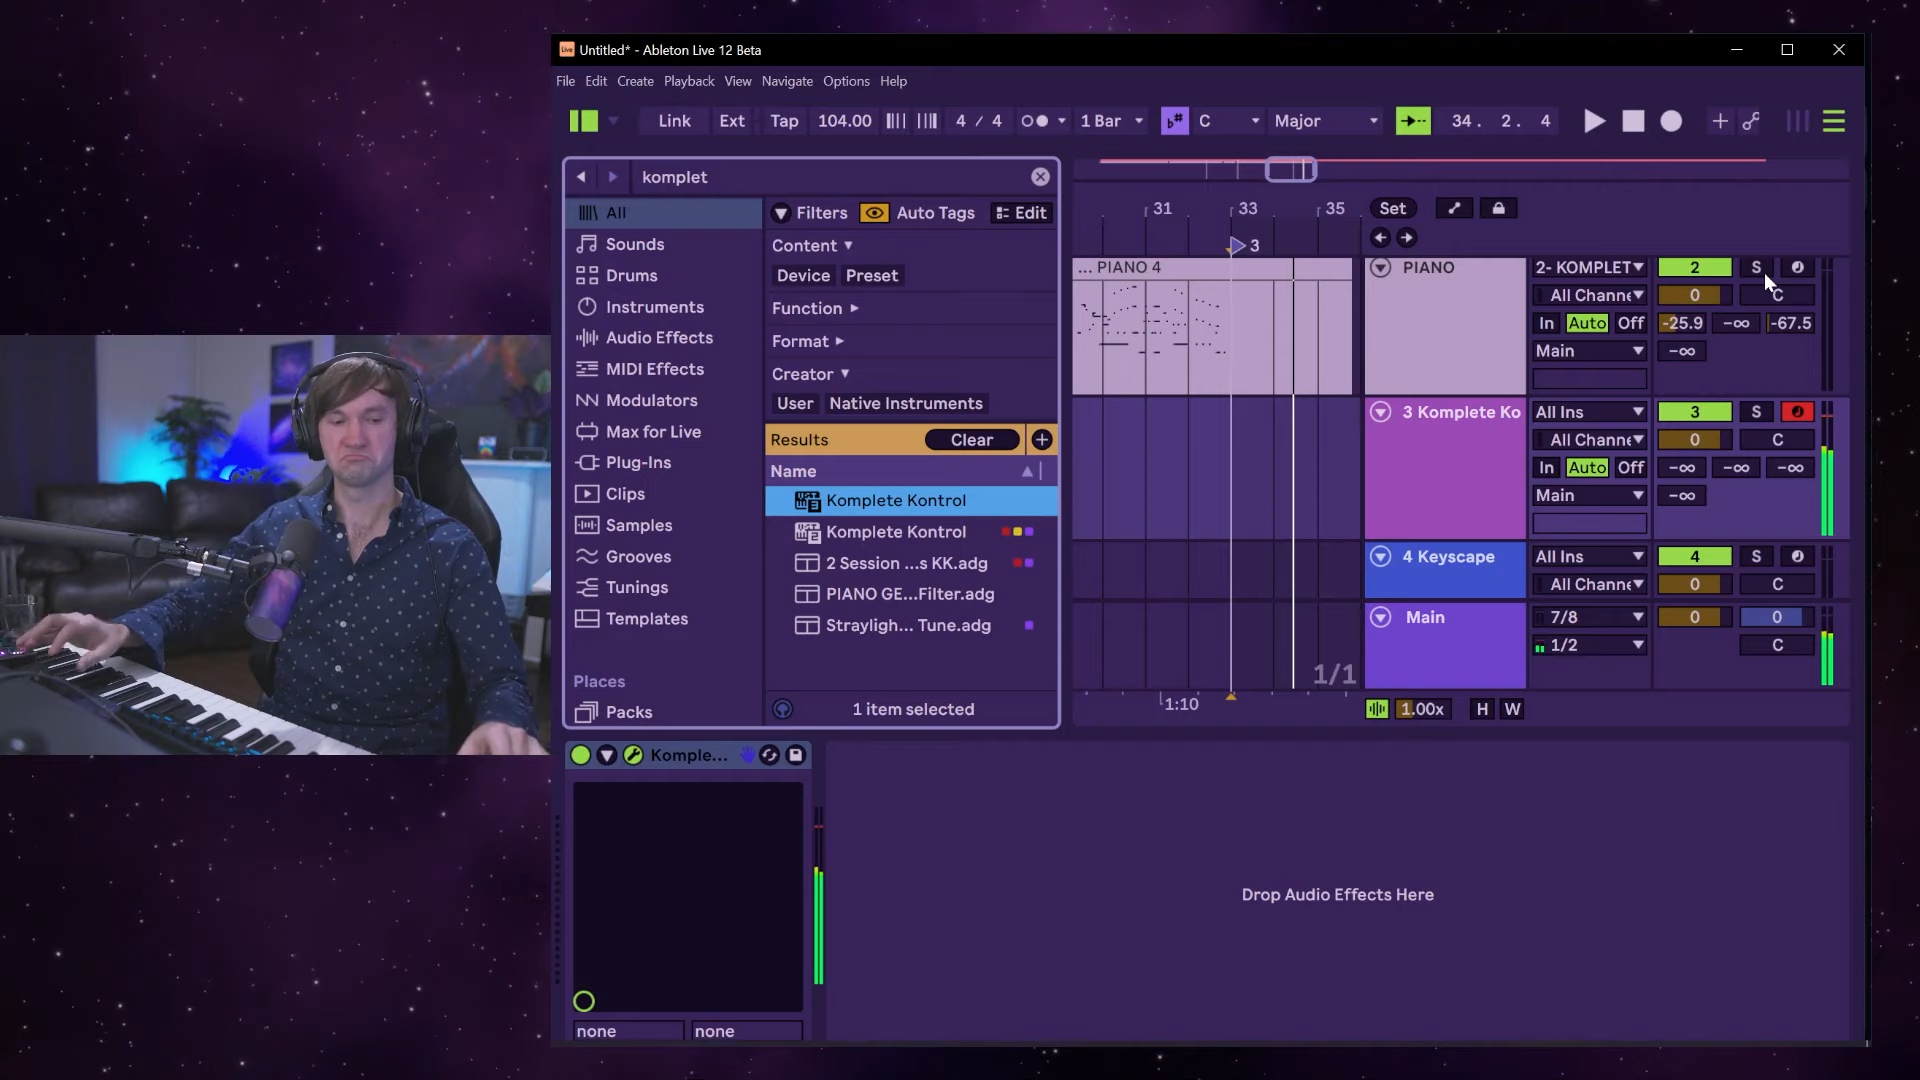 Untitled* - Ableton Live 12 Beta
File Edit Create Playback View Navigate Options Help
Link Ext Tap 104.00 4 / 4 1 Bar C Major 34. 2. 4
komplet
All
Sounds
Drums
Instruments
Audio Effects
MIDI Effects
Modulators
Max for Live
Plug-Ins
Clips
Samples
Grooves
Tunings
Templates
Places
Packs
Filters Auto Tags Edit
Content
Device Preset
Function
Format
Creator
User Native Instruments
Results Clear
Name
Komplete Kontrol
Komplete Kontrol
2 Session ...s KK.adg
PIANO GE...Filter.adg
Strayligh... Tune.adg
1 item selected
31 33 35
3
... PIANO 4
1/1
1:10
Set
PIANO 2- KOMPLET 2 S
All Channe 0 C
In Auto Off -25.9 -∞ -67.5
Main -∞
3 Komplete Ko All Ins 3 S
All Channe 0 C
In Auto Off -∞ -∞ -∞
Main -∞
4 Keyscape All Ins 4 S
All Channe 0 C
Main 7/8 0 0
1/2 C
1.00x H W
Komple...
none none
Drop Audio Effects Here